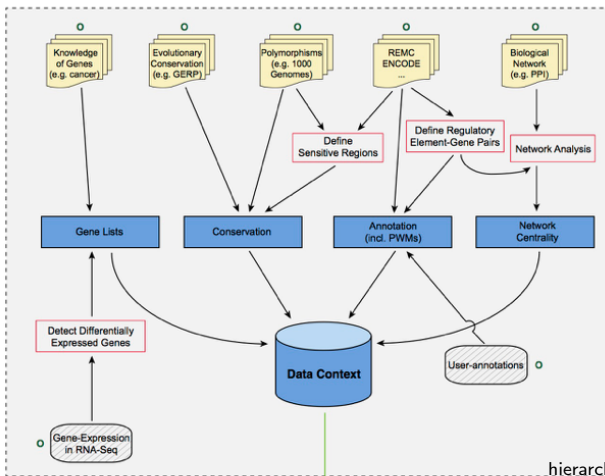 o
o
o
o
o
Knowledge
of Genes
(e.g. cancer)
Evolutionary
Conservation
(e.g. GERP)
Polymorphisms
(e.g. 1000
Genomes)
REMC
ENCODE
...
Biological
Network
(e.g. PPI)
Define
Sensitive Regions
Define Regulatory
Element-Gene Pairs
Network Analysis
Gene Lists
Conservation
Annotation
(incl. PWMs)
Network
Centrality
Detect Differentially
Expressed Genes
Data Context
User-annotations
o
o
Gene-Expression
in RNA-Seq
hierarc